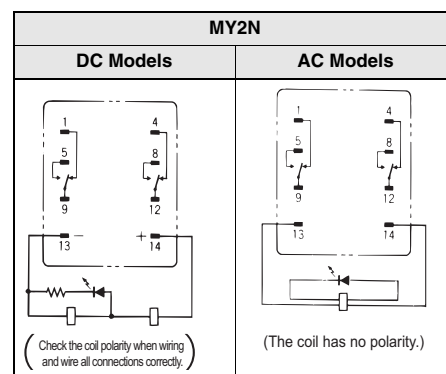 MY2N
DC Models
AC Models
1 4
5 8
9 12
13 − + 14
(Check the coil polarity when wiring
and wire all connections correctly.)
1 4
5 8
9 12
13 14
(The coil has no polarity.)